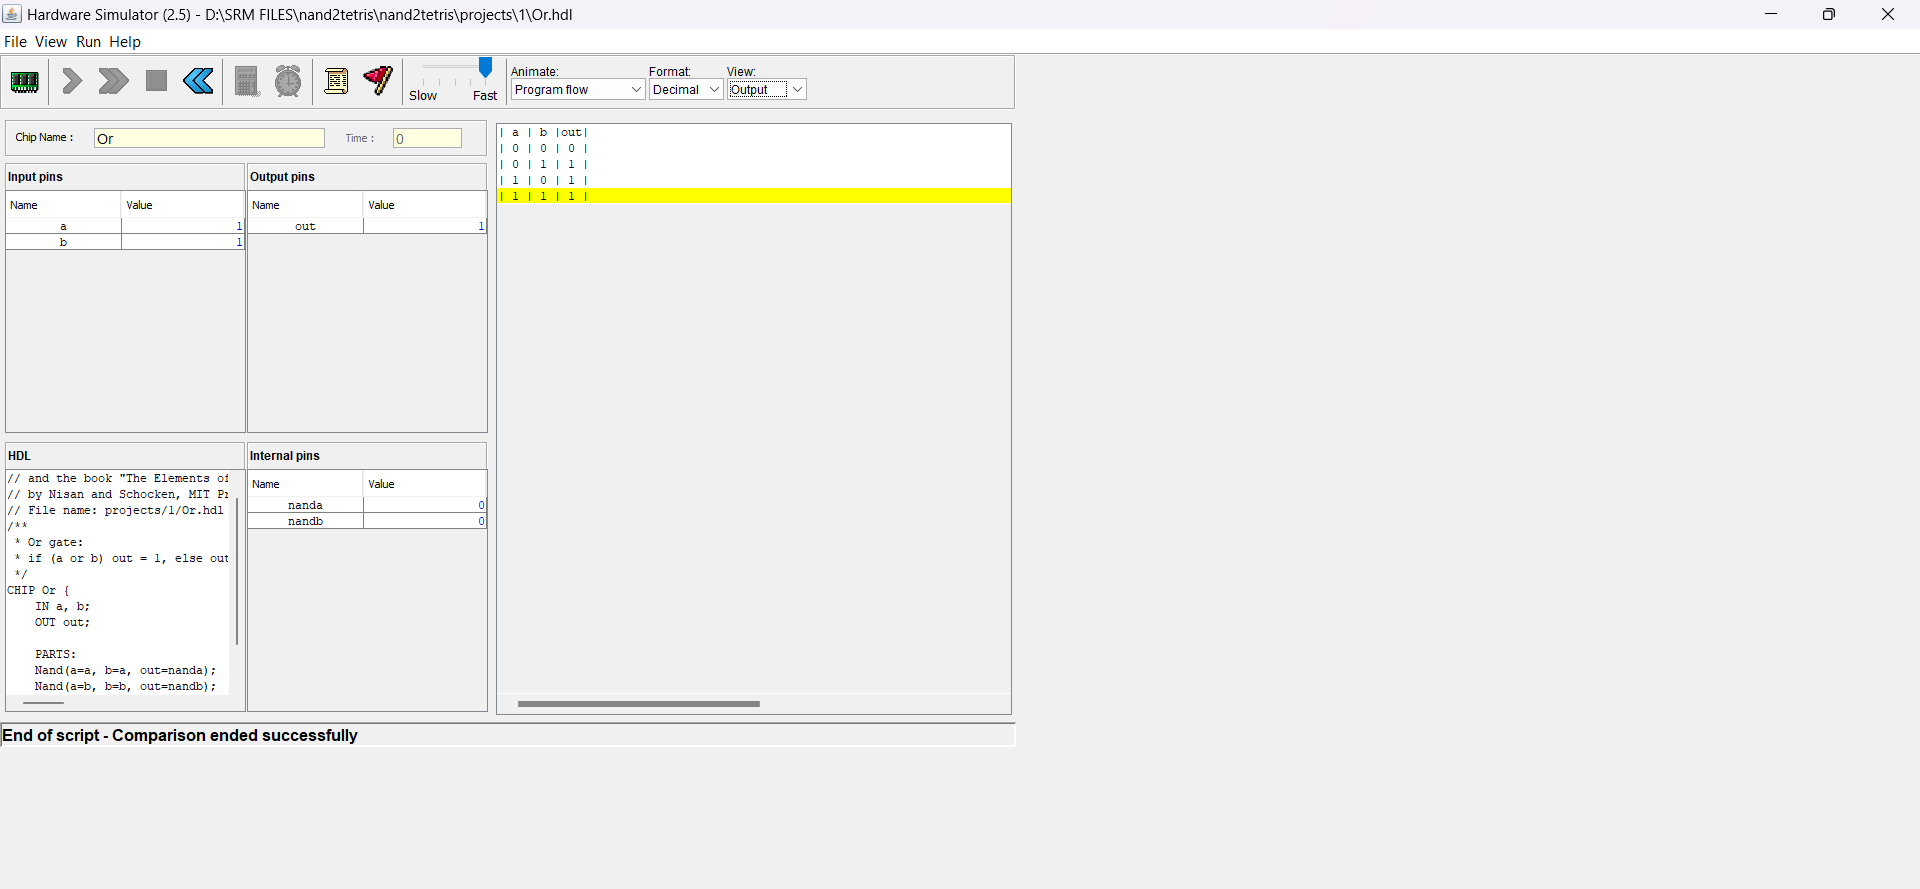 Hardware Simulator (2.5) - D:\SRM FILES\nand2tetris\nand2tetris\projects\1\Or.hdl
File View Run Help
Slow Fast
Animate: Format: View:
Program flow Decimal Output
Chip Name : Or Time : 0
Input pins
Name Value
a 1
b 1
Output pins
Name Value
out 1
HDL
// and the book "The Elements of
// by Nisan and Schocken, MIT Pr
// File name: projects/1/Or.hdl
/**
* Or gate:
* if (a or b) out = 1, else out
*/
CHIP Or {
IN a, b;
OUT out;
PARTS:
Nand(a=a, b=a, out=nanda);
Nand(a=b, b=b, out=nandb);
Internal pins
Name Value
nanda 0
nandb 0
| a | b |out|
| 0 | 0 | 0 |
| 0 | 1 | 1 |
| 1 | 0 | 1 |
| 1 | 1 | 1 |
End of script - Comparison ended successfully